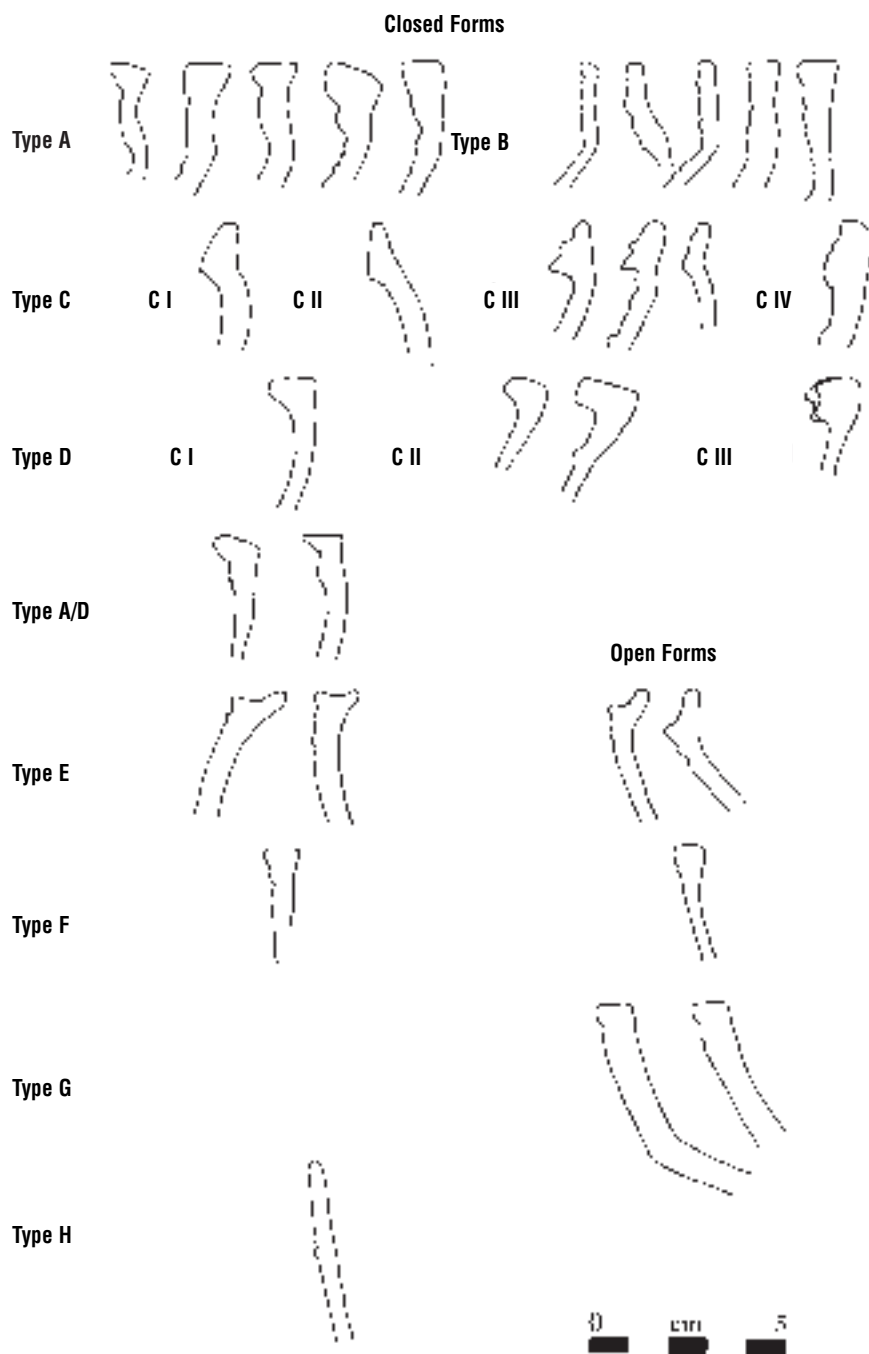 Closed Forms
Type A
Type B
Type C
C I
C II
C III
C IV
Type D
C I
C II
C III
Type A/D
Open Forms
Type E
Type F
Type G
Type H
0 cm 5